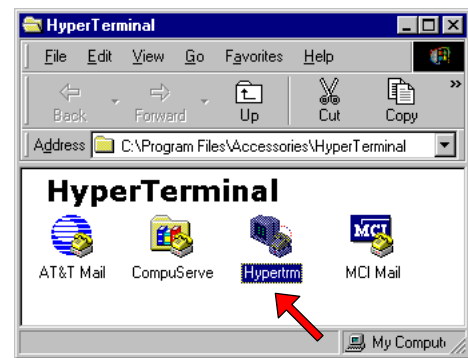 HyperTerminal
File Edit View Go Favorites Help
Back Forward Up Cut Copy »
Address C:\Program Files\Accessories\HyperTerminal
HyperTerminal
MCI
AT&T Mail CompuServe Hypertrm MCI Mail
My Compute